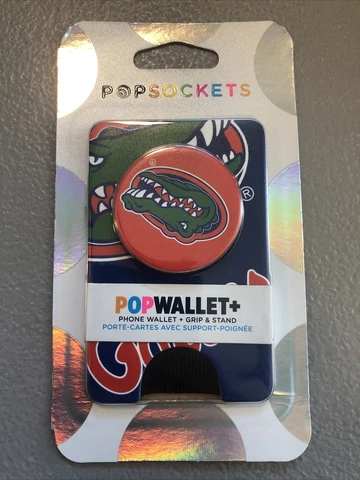 POPSOCKETS
®
POPWALLET+
PHONE WALLET + GRIP & STAND
PORTE-CARTES AVEC SUPPORT-POIGNÉE